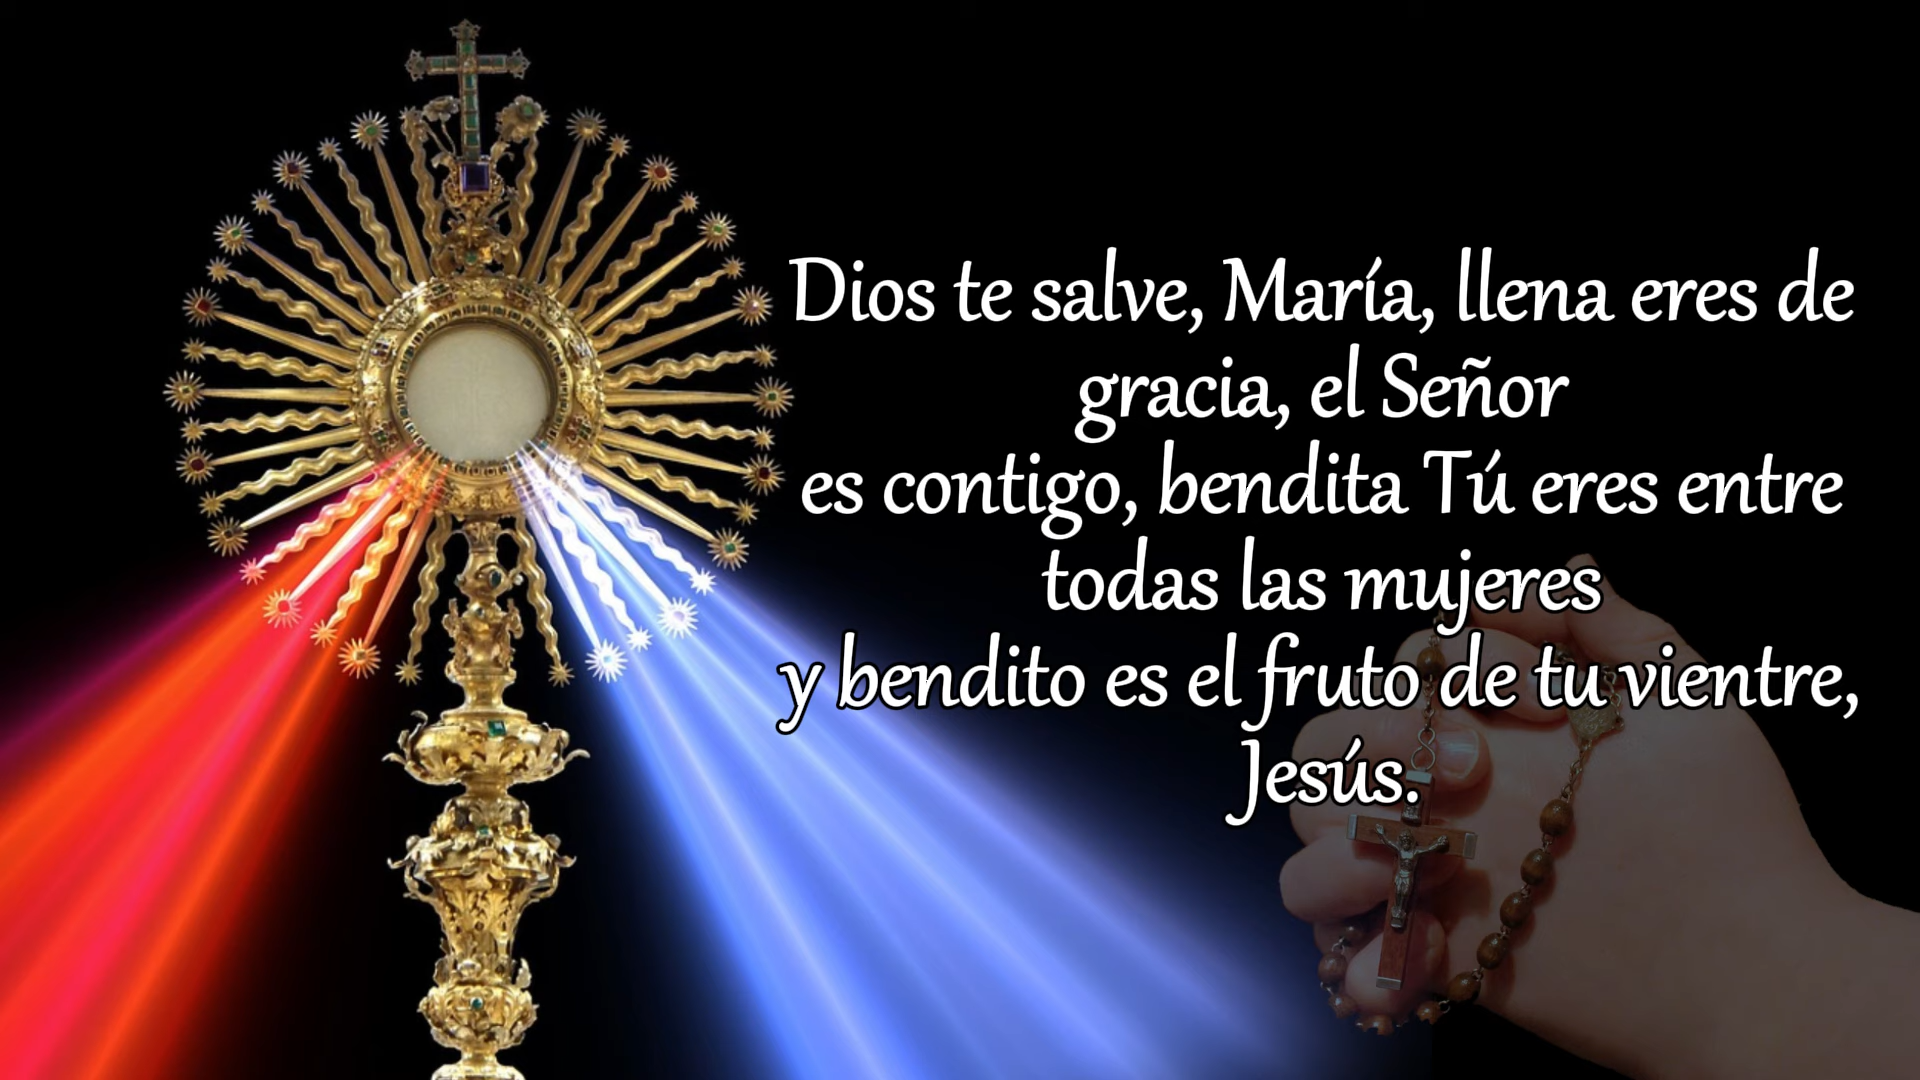 Dios te salve, María, llena eres de
gracia, el Señor
es contigo, bendita Tú eres entre
todas las mujeres
y bendito es el fruto de tu vientre,
Jesús.